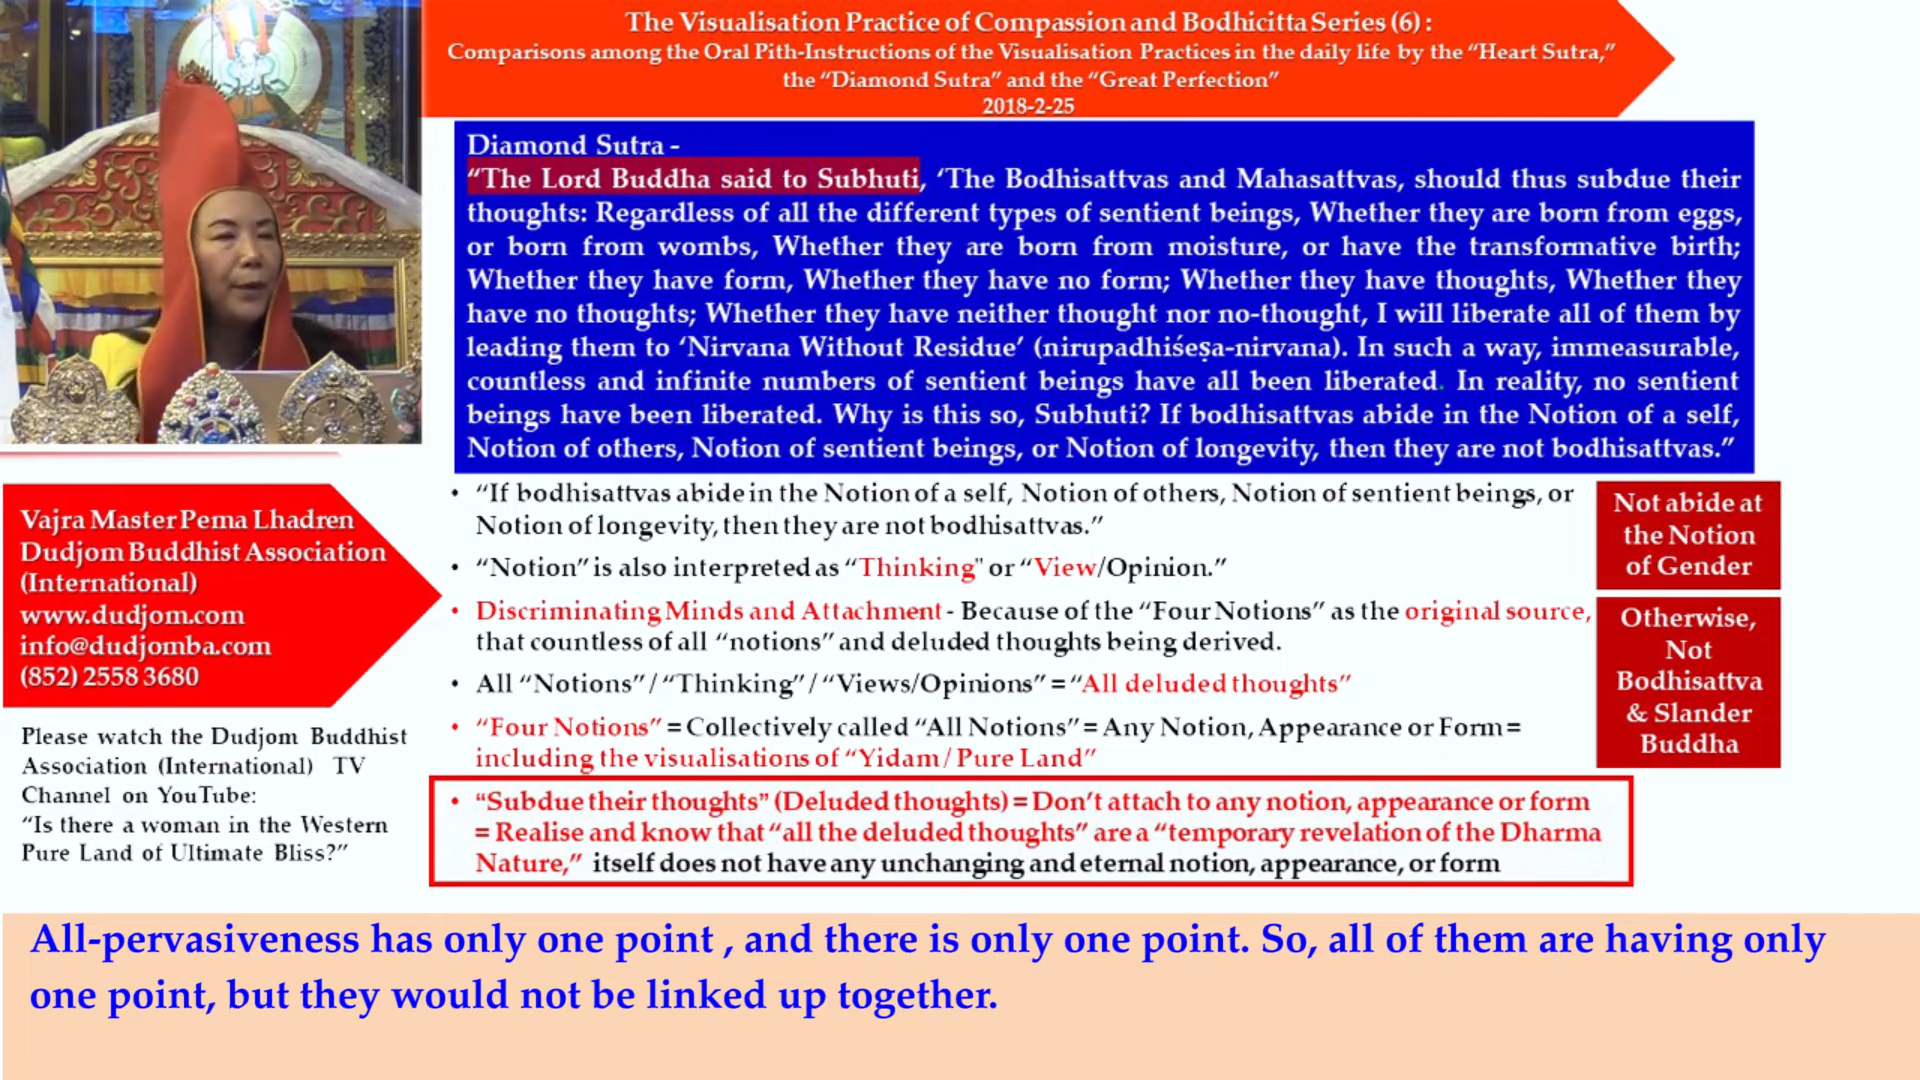 The Visualisation Practice of Compassion and Bodhicitta Series (6) :
Comparisons among the Oral Pith-Instructions of the Visualisation Practices in the daily life by the “Heart Sutra,”
the “Diamond Sutra” and the “Great Perfection”
2018-2-25
Diamond Sutra -
“The Lord Buddha said to Subhuti, ‘The Bodhisattvas and Mahasattvas, should thus subdue their
thoughts: Regardless of all the different types of sentient beings, Whether they are born from eggs,
or born from wombs, Whether they are born from moisture, or have the transformative birth;
Whether they have form, Whether they have no form; Whether they have thoughts, Whether they
have no thoughts; Whether they have neither thought nor no-thought, I will liberate all of them by
leading them to ‘Nirvana Without Residue’ (nirupadhiśeṣa-nirvana). In such a way, immeasurable,
countless and infinite numbers of sentient beings have all been liberated. In reality, no sentient
beings have been liberated. Why is this so, Subhuti? If bodhisattvas abide in the Notion of a self,
Notion of others, Notion of sentient beings, or Notion of longevity, then they are not bodhisattvas.”
• “If bodhisattvas abide in the Notion of a self, Notion of others, Notion of sentient beings, or
Notion of longevity, then they are not bodhisattvas.”
• “Notion” is also interpreted as “Thinking" or “View/Opinion.”
• Discriminating Minds and Attachment - Because of the “Four Notions” as the original source,
that countless of all “notions” and deluded thoughts being derived.
• All “Notions” / “Thinking” / “Views/Opinions” = “All deluded thoughts”
• “Four Notions” = Collectively called “All Notions” = Any Notion, Appearance or Form =
including the visualisations of “Yidam / Pure Land”
• “Subdue their thoughts” (Deluded thoughts) = Don’t attach to any notion, appearance or form
= Realise and know that “all the deluded thoughts” are a “temporary revelation of the Dharma
Nature,” itself does not have any unchanging and eternal notion, appearance, or form
Not abide at
the Notion
of Gender
Otherwise,
Not
Bodhisattva
& Slander
Buddha
Vajra Master Pema Lhadren
Dudjom Buddhist Association
(International)
www.dudjom.com
info@dudjomba.com
(852) 2558 3680
Please watch the Dudjom Buddhist
Association (International) TV
Channel on YouTube:
“Is there a woman in the Western
Pure Land of Ultimate Bliss?”
All-pervasiveness has only one point , and there is only one point. So, all of them are having only
one point, but they would not be linked up together.